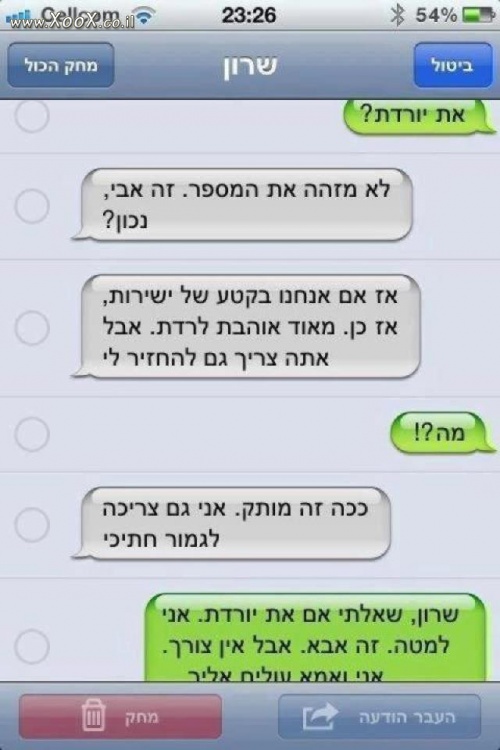 Cellcom 23:26 54%
www.XooX.co.il
מחק הכול שרון ביטול
את יורדת?
לא מזהה את המספר. זה אבי,
נכון?
אז אם אנחנו בקטע של ישירות,
אז כן. מאוד אוהבת לרדת. אבל
אתה צריך גם להחזיר לי
מה?!
ככה זה מותק. אני גם צריכה
לגמור חתיכי
שרון, שאלתי אם את יורדת. אני
למטה. זה אבא. אבל אין צורך.
אני ואמא עולים אליך
מחק העבר הודעה